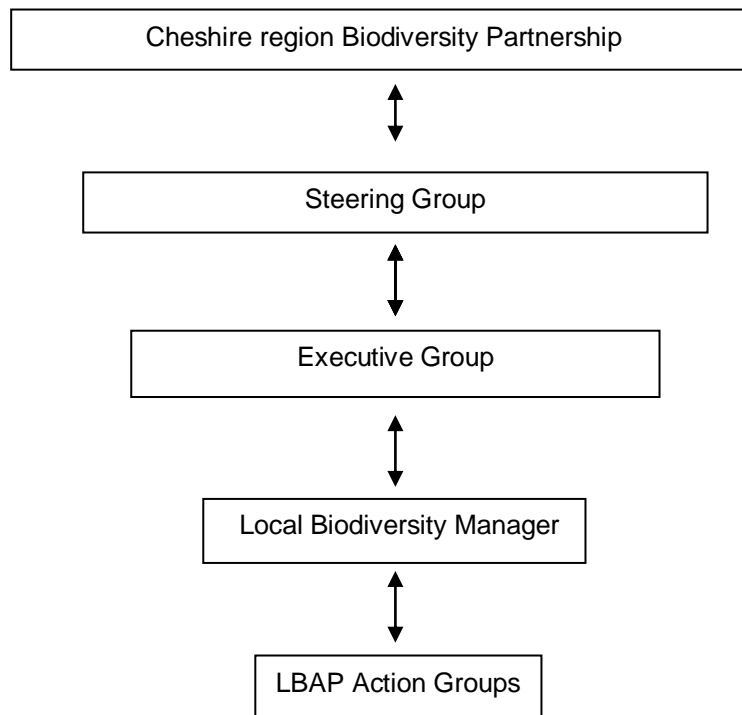 Cheshire region Biodiversity Partnership
Steering Group
Executive Group
Local Biodiversity Manager
LBAP Action Groups